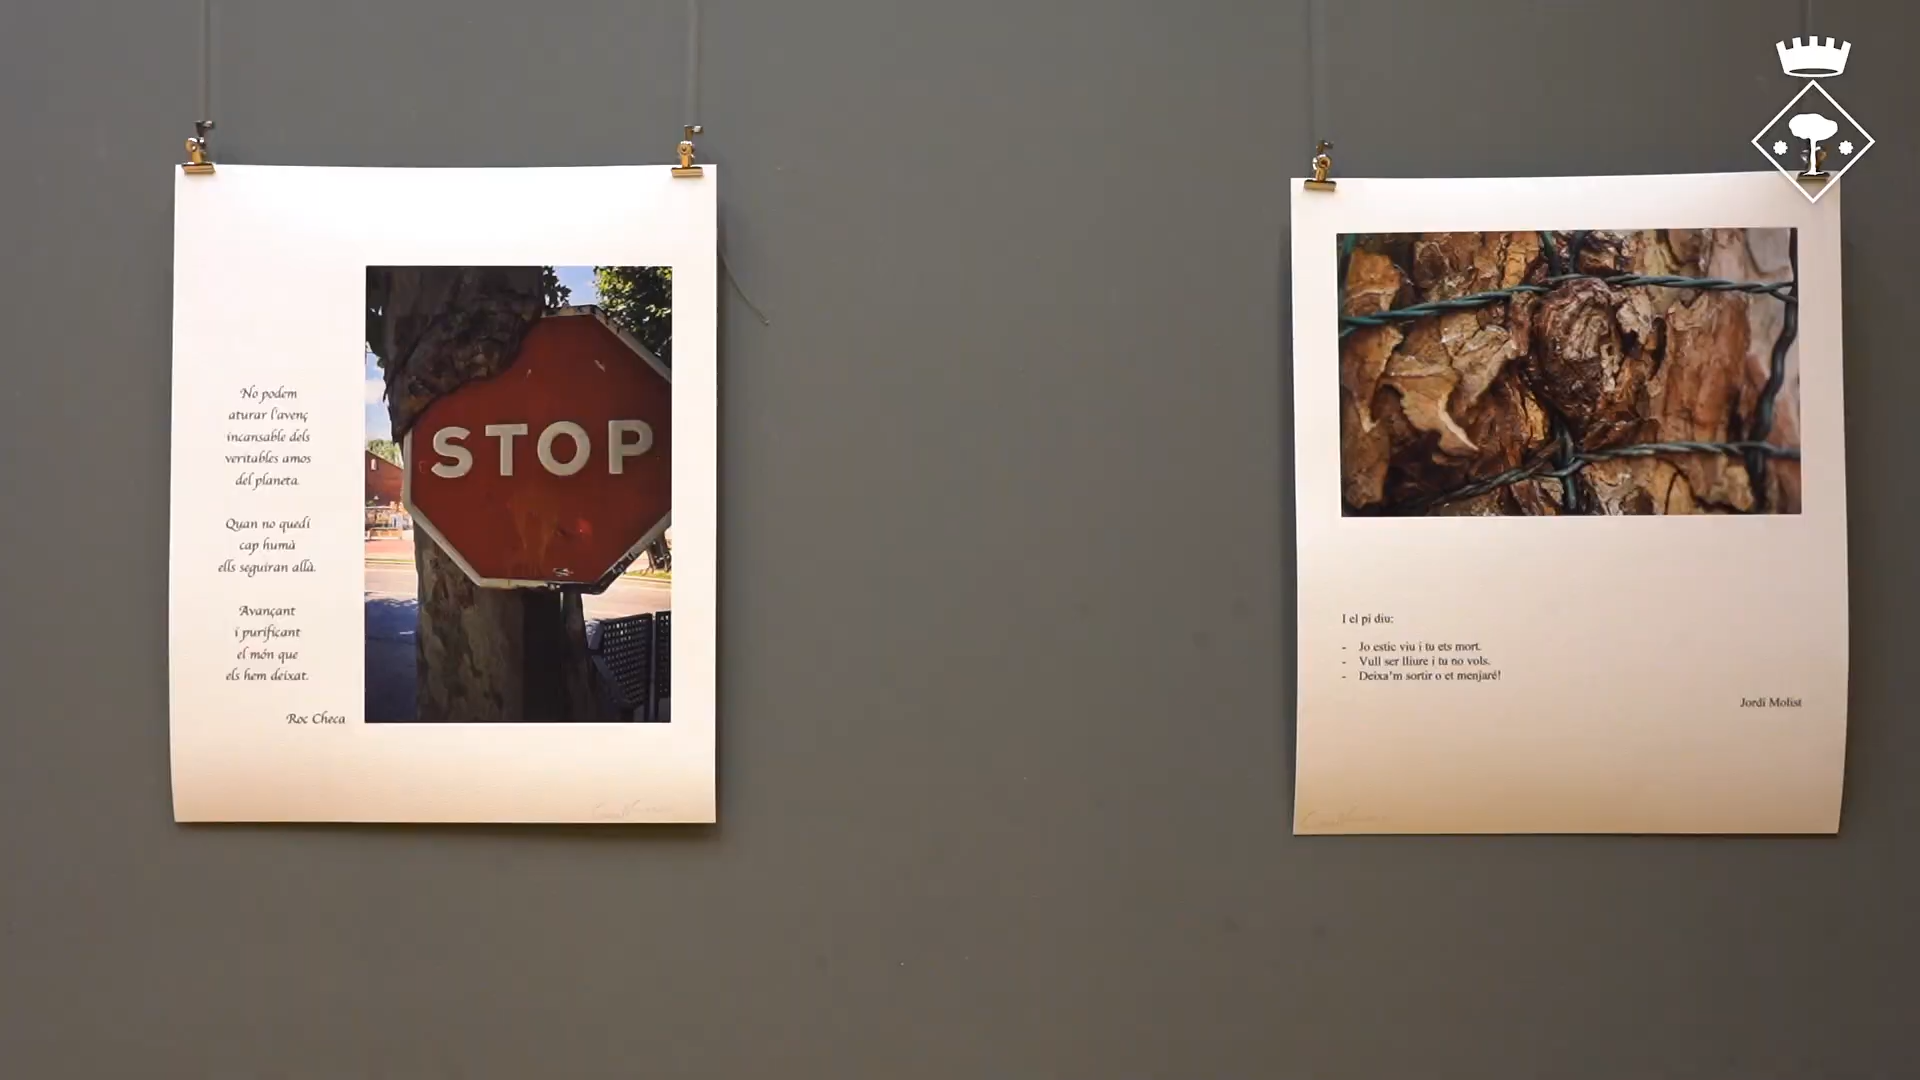 No podem
aturar l'avenç
incansable dels
veritables amos
del planeta.
Quan no quedi
cap humà
ells seguiran allà.
Avançant
i purificant
el món que
els hem deixat.
Roc Checa
STOP
I el pi diu:
- Jo estic viu i tu ets mort.
- Vull ser lliure i tu no vols.
- Deixa'm sortir o et menjaré!
Jordi Molist